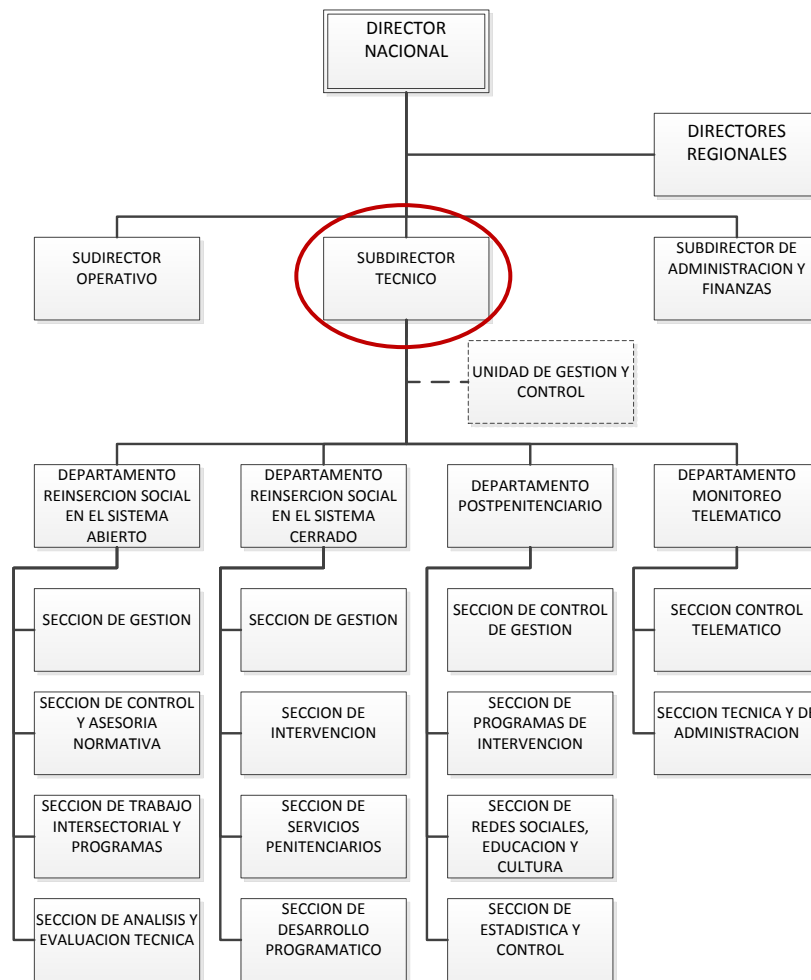 DIRECTOR
NACIONAL
DIRECTORES
REGIONALES
SUDIRECTOR
OPERATIVO
SUBDIRECTOR
TECNICO
SUBDIRECTOR DE
ADMINISTRACION Y
FINANZAS
UNIDAD DE GESTION Y
CONTROL
DEPARTAMENTO
REINSERCION SOCIAL
EN EL SISTEMA
ABIERTO
DEPARTAMENTO
REINSERCION SOCIAL
EN EL SISTEMA
CERRADO
DEPARTAMENTO
POSTPENITENCIARIO
DEPARTAMENTO
MONITOREO
TELEMATICO
SECCION DE GESTION
SECCION DE GESTION
SECCION DE CONTROL
DE GESTION
SECCION CONTROL
TELEMATICO
SECCION DE CONTROL
Y ASESORIA
NORMATIVA
SECCION DE
INTERVENCION
SECCION DE
PROGRAMAS DE
INTERVENCION
SECCION TECNICA Y DE
ADMINISTRACION
SECCION DE TRABAJO
INTERSECTORIAL Y
PROGRAMAS
SECCION DE
SERVICIOS
PENITENCIARIOS
SECCION DE
REDES SOCIALES,
EDUCACION Y
CULTURA
SECCION DE ANALISIS Y
EVALUACION TECNICA
SECCION DE
DESARROLLO
PROGRAMATICO
SECCION DE
ESTADISTICA Y
CONTROL